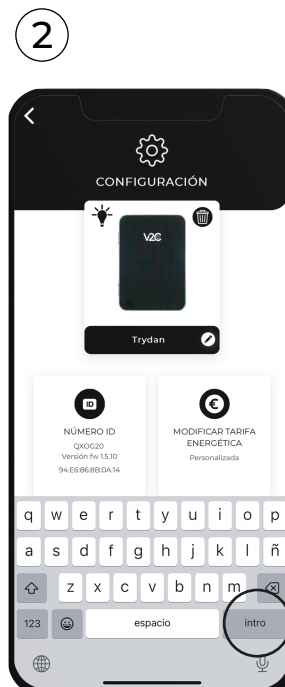 2
CONFIGURACIÓN
V2C
Trydan
ID
€
NÚMERO ID
QXOG20
Versión fw 1.5.10
94:E6:86:8B:0A:14
MODIFICAR TARIFA
ENERGÉTICA
Personalizada
q w e r t y u i o p
a s d f g h j k l ñ
z x c v b n m
123 espacio intro